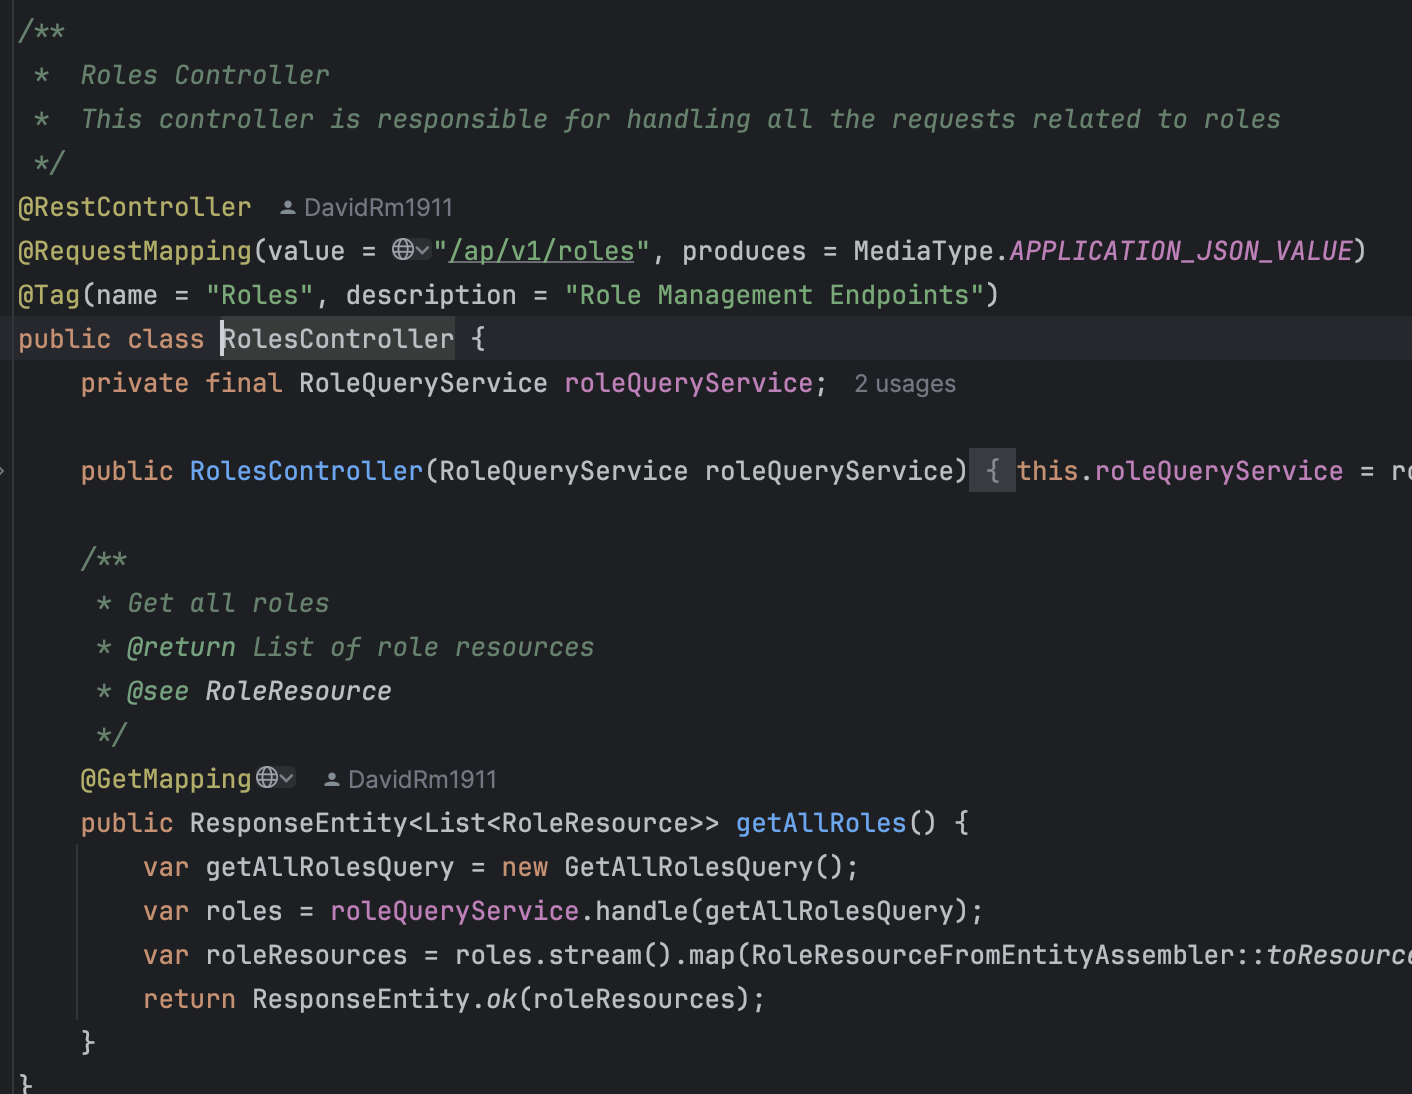 /**
 *  Roles Controller
 *  This controller is responsible for handling all the requests related to roles
 */
@RestController  DavidRm1911
@RequestMapping(value = "/ap/v1/roles", produces = MediaType.APPLICATION_JSON_VALUE)
@Tag(name = "Roles", description = "Role Management Endpoints")
public class RolesController {
    private final RoleQueryService roleQueryService;  2 usages
    public RolesController(RoleQueryService roleQueryService) { this.roleQueryService = ro
    /**
     * Get all roles
     * @return List of role resources
     * @see RoleResource
     */
    @GetMapping  DavidRm1911
    public ResponseEntity<List<RoleResource>> getAllRoles() {
        var getAllRolesQuery = new GetAllRolesQuery();
        var roles = roleQueryService.handle(getAllRolesQuery);
        var roleResources = roles.stream().map(RoleResourceFromEntityAssembler::toResource
        return ResponseEntity.ok(roleResources);
    }
}